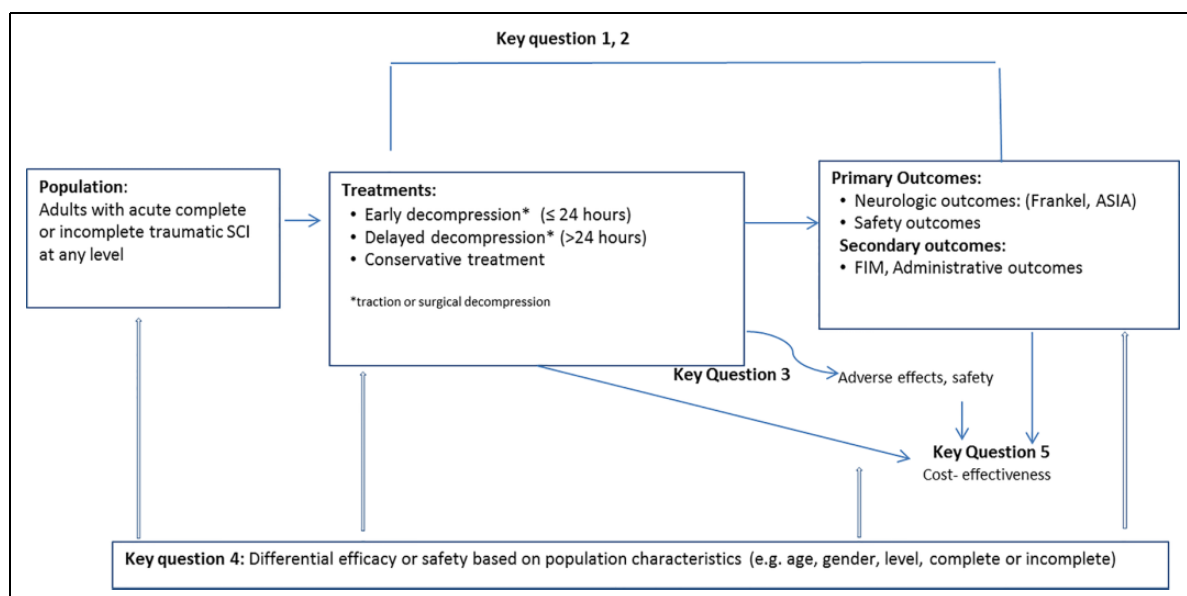 Key question 1, 2
Population:
Adults with acute complete
or incomplete traumatic SCI
at any level
Treatments:
• Early decompression* (≤ 24 hours)
• Delayed decompression* (>24 hours)
• Conservative treatment
*traction or surgical decompression
Primary Outcomes:
• Neurologic outcomes: (Frankel, ASIA)
• Safety outcomes
Secondary outcomes:
• FIM, Administrative outcomes
Key Question 3
Adverse effects, safety
Key Question 5
Cost- effectiveness
Key question 4: Differential efficacy or safety based on population characteristics (e.g. age, gender, level, complete or incomplete)